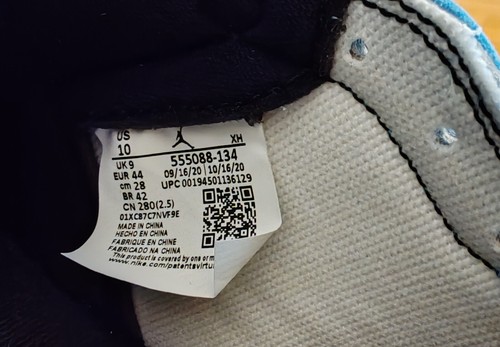 US
10
XH
UK 9
555088-134
EUR 44
09/16/20 | 10/16/20
cm 28
UPC 00194501136129
BR 42
CN 280(2.5)
01XCB7C7NVF9E
MADE IN CHINA
HECHO EN CHINA
FABRIQUE EN CHINE
FABRICADO NA CHINA
This product is covered by one or m
www.nike.com/patents